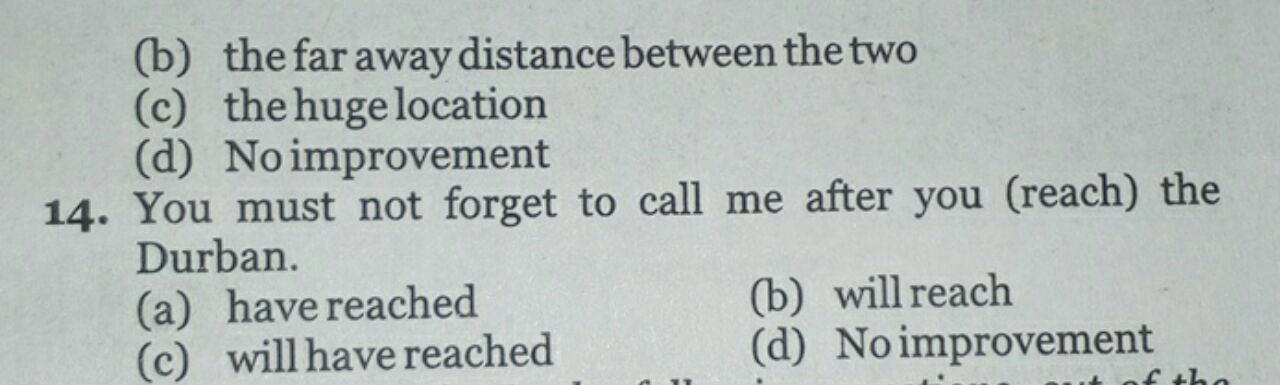 (b) the far away distance between the two
(c) the huge location
(d) No improvement
14. You must not forget to call me after you (reach) the
Durban.
(a) have reached (b) will reach
(c) will have reached (d) No improvement